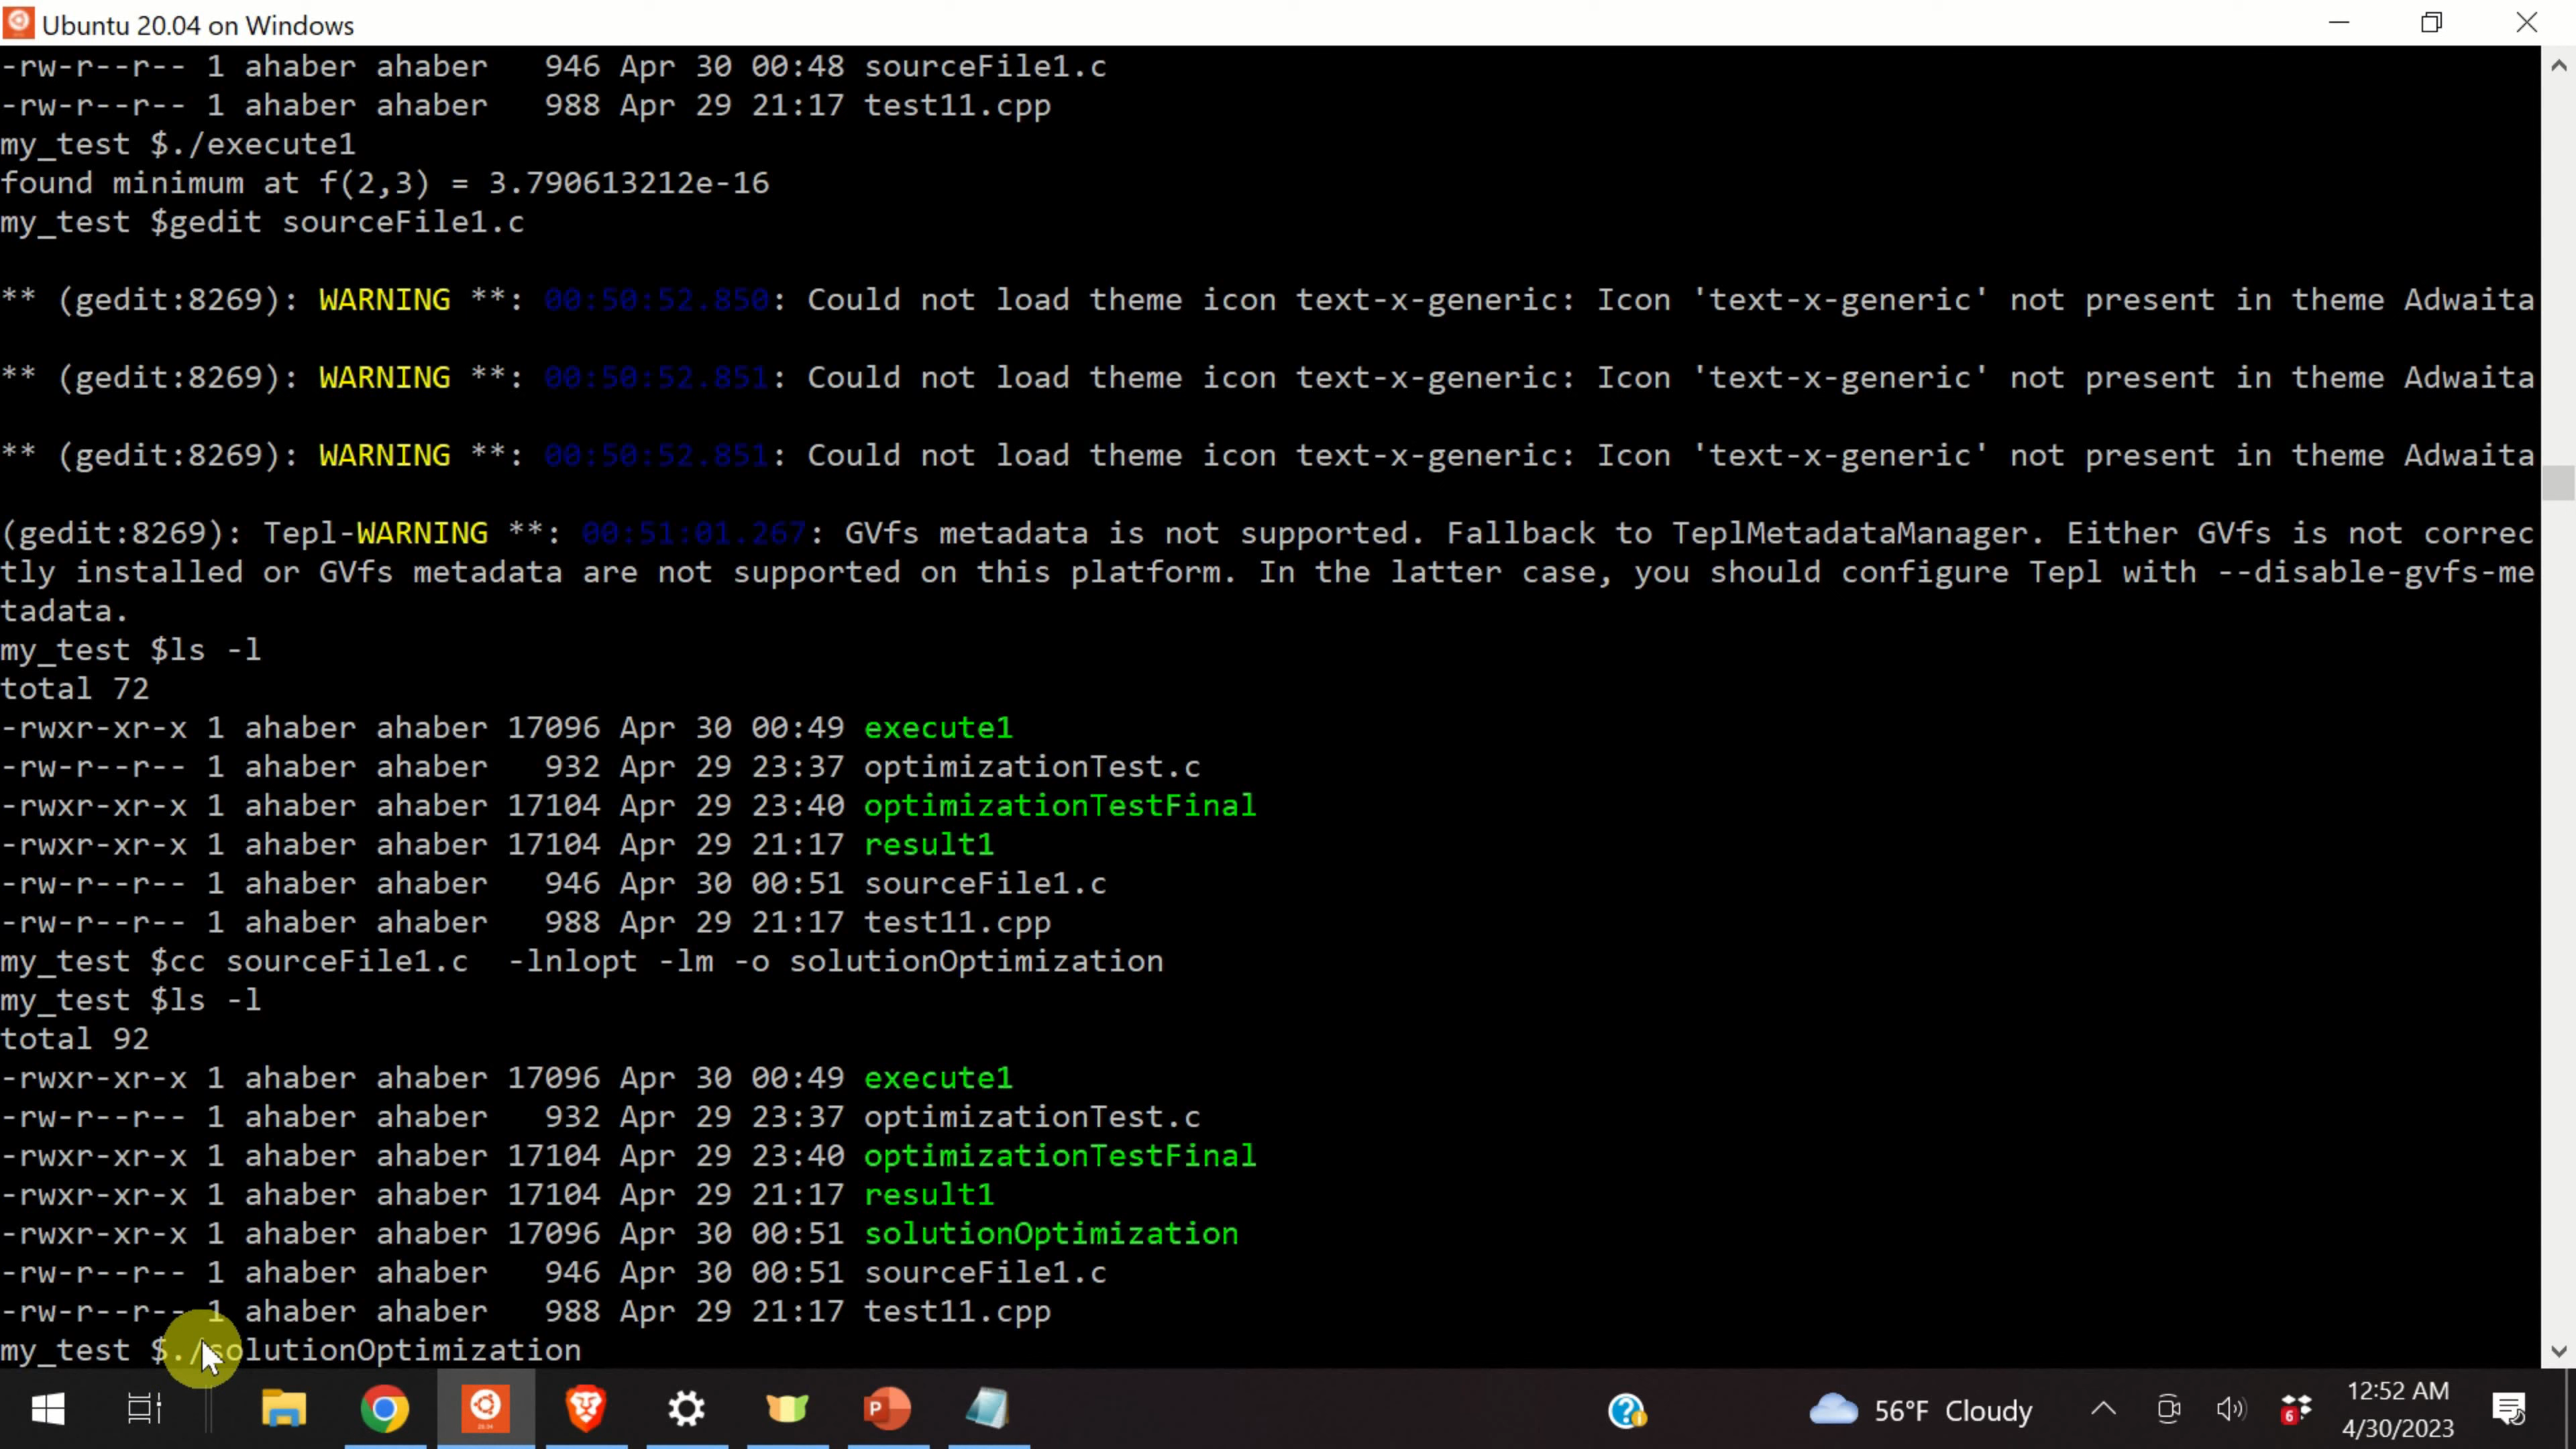 Ubuntu 20.04 on Windows
-rw-r--r-- 1 ahaber ahaber   946 Apr 30 00:48 sourceFile1.c
-rw-r--r-- 1 ahaber ahaber   988 Apr 29 21:17 test11.cpp
my_test $./execute1
found minimum at f(2,3) = 3.790613212e-16
my_test $gedit sourceFile1.c
** (gedit:8269): WARNING **: 00:50:52.850: Could not load theme icon text-x-generic: Icon 'text-x-generic' not present in theme Adwaita
** (gedit:8269): WARNING **: 00:50:52.851: Could not load theme icon text-x-generic: Icon 'text-x-generic' not present in theme Adwaita
** (gedit:8269): WARNING **: 00:50:52.851: Could not load theme icon text-x-generic: Icon 'text-x-generic' not present in theme Adwaita
(gedit:8269): Tepl-WARNING **: 00:51:01.267: GVfs metadata is not supported. Fallback to TeplMetadataManager. Either GVfs is not correc
tly installed or GVfs metadata are not supported on this platform. In the latter case, you should configure Tepl with --disable-gvfs-me
tadata.
my_test $ls -l
total 72
-rwxr-xr-x 1 ahaber ahaber 17096 Apr 30 00:49 execute1
-rw-r--r-- 1 ahaber ahaber   932 Apr 29 23:37 optimizationTest.c
-rwxr-xr-x 1 ahaber ahaber 17104 Apr 29 23:40 optimizationTestFinal
-rwxr-xr-x 1 ahaber ahaber 17104 Apr 29 21:17 result1
-rw-r--r-- 1 ahaber ahaber   946 Apr 30 00:51 sourceFile1.c
-rw-r--r-- 1 ahaber ahaber   988 Apr 29 21:17 test11.cpp
my_test $cc sourceFile1.c  -lnlopt -lm -o solutionOptimization
my_test $ls -l
total 92
-rwxr-xr-x 1 ahaber ahaber 17096 Apr 30 00:49 execute1
-rw-r--r-- 1 ahaber ahaber   932 Apr 29 23:37 optimizationTest.c
-rwxr-xr-x 1 ahaber ahaber 17104 Apr 29 23:40 optimizationTestFinal
-rwxr-xr-x 1 ahaber ahaber 17104 Apr 29 21:17 result1
-rwxr-xr-x 1 ahaber ahaber 17096 Apr 30 00:51 solutionOptimization
-rw-r--r-- 1 ahaber ahaber   946 Apr 30 00:51 sourceFile1.c
-rw-r--r-- 1 ahaber ahaber   988 Apr 29 21:17 test11.cpp
my_test $./solutionOptimization
56°F Cloudy
6
12:52 AM
4/30/2023